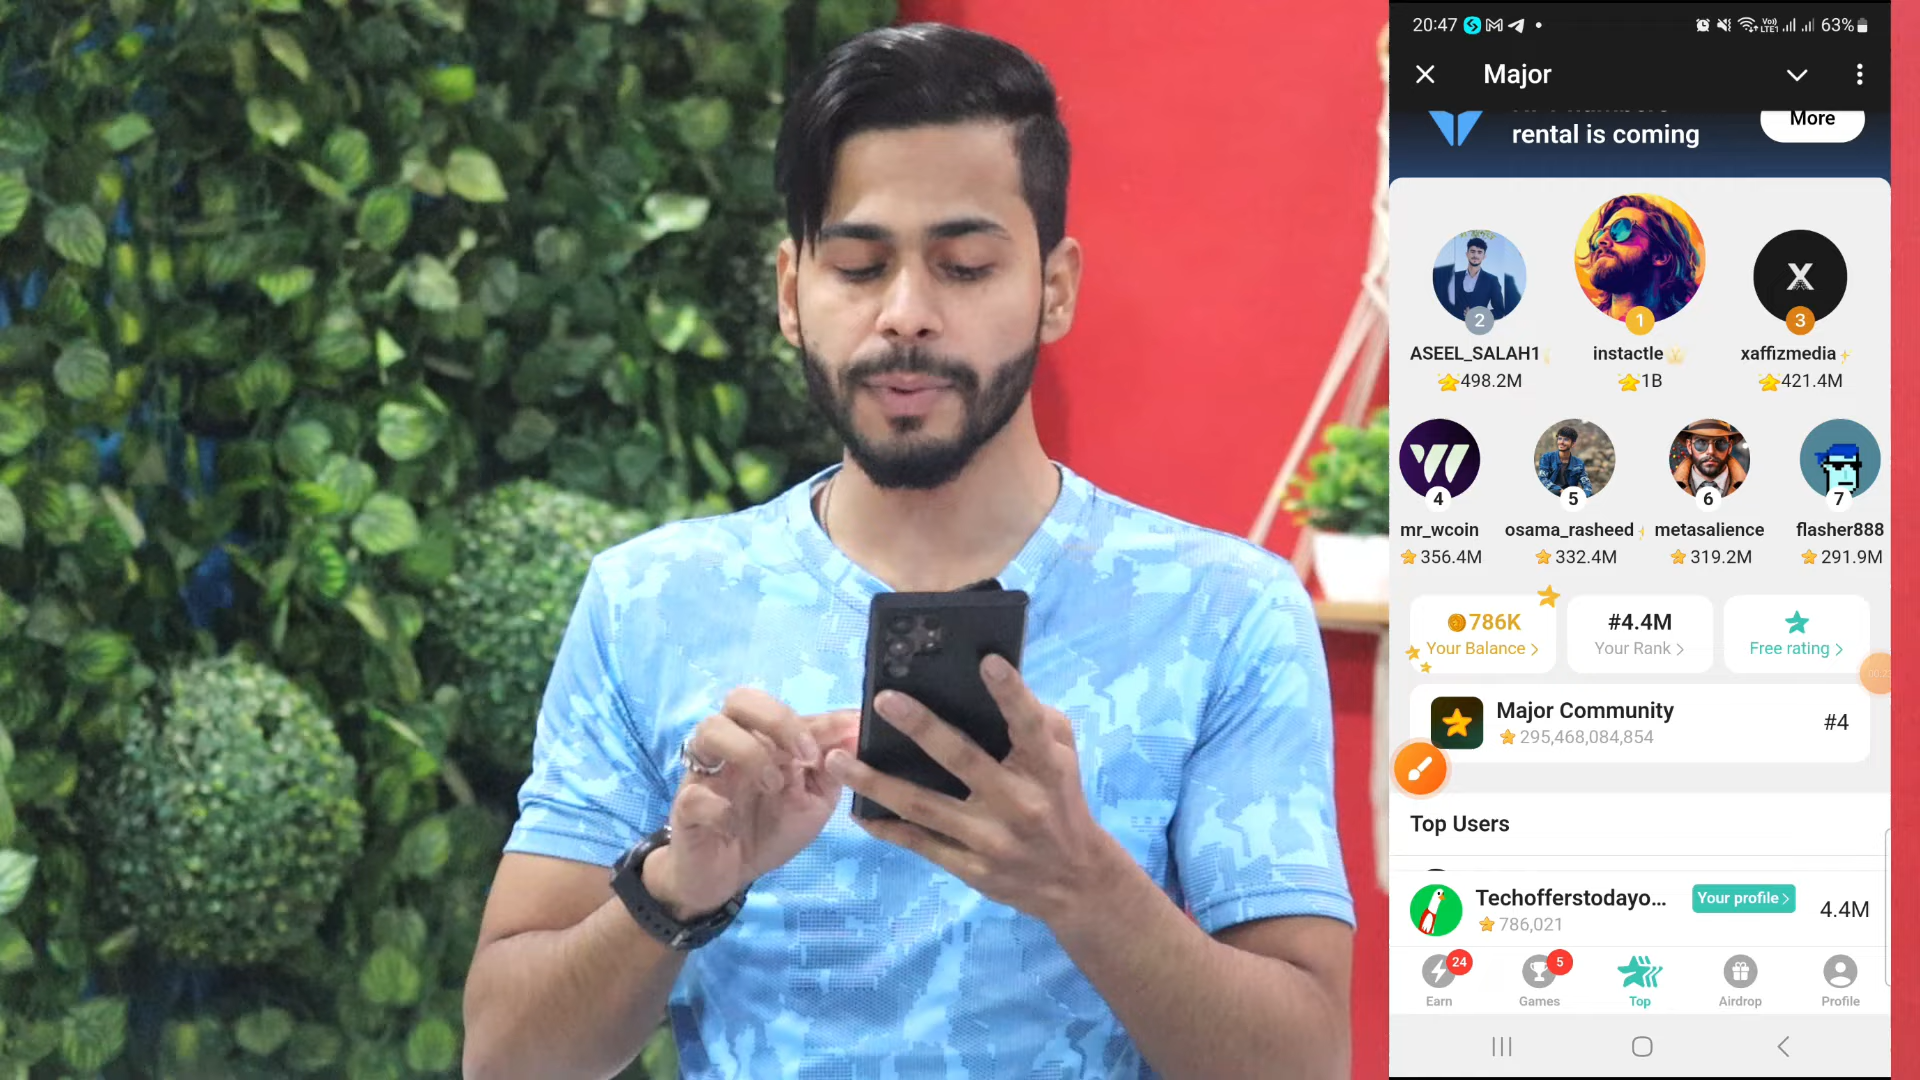 20:47
Vo))
LTE1
63%
Major
rental is coming
More
X
2
1
3
ASEEL_SALAH1
instactle
xaffizmedia
498.2M
1B
421.4M
4
5
6
7
mr_wcoin
osama_rasheed
metasalience
flasher888
356.4M
332.4M
319.2M
291.9M
786K
#4.4M
Your Balance >
Your Rank >
Free rating >
Major Community
295,468,084,854
#4
Top Users
Techofferstodayo...
Your profile >
786,021
4.4M
24
5
Earn
Games
Top
Airdrop
Profile